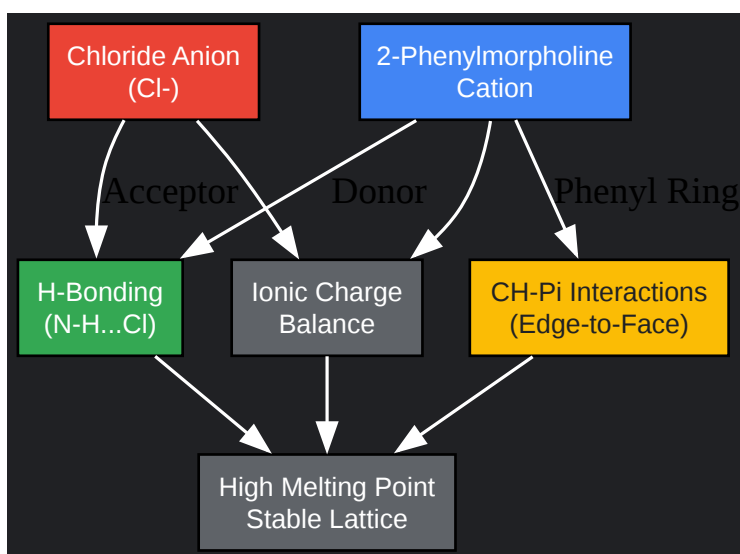 Chloride Anion
(Cl-)
2-Phenylmorpholine
Cation
Acceptor
Donor
Phenyl Ring
H-Bonding
(N-H...Cl)
Ionic Charge
Balance
CH-Pi Interactions
(Edge-to-Face)
High Melting Point
Stable Lattice